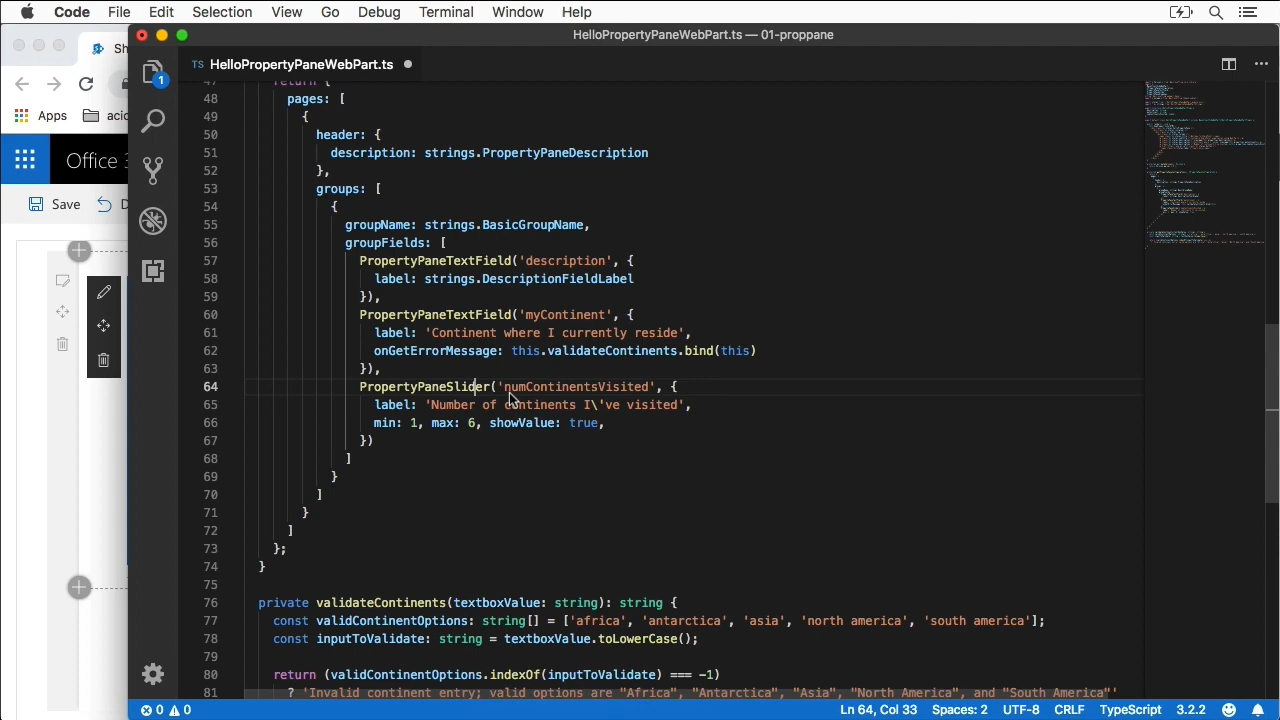 Code File Edit Selection View Go Debug Terminal Window Help
HelloPropertyPaneWebPart.ts — 01-proppane
Sh
TS HelloPropertyPaneWebPart.ts
1
Apps
Office 3
Save
47 return {
48 pages: [
49 {
50 header: {
51 description: strings.PropertyPaneDescription
52 },
53 groups: [
54 {
55 groupName: strings.BasicGroupName,
56 groupFields: [
57 PropertyPaneTextField('description', {
58 label: strings.DescriptionFieldLabel
59 }),
60 PropertyPaneTextField('myContinent', {
61 label: 'Continent where I currently reside',
62 onGetErrorMessage: this.validateContinents.bind(this)
63 }),
64 PropertyPaneSlider('numContinentsVisited', {
65 label: 'Number of continents I\'ve visited',
66 min: 1, max: 6, showValue: true,
67 })
68 ]
69 }
70 ]
71 }
72 ]
73 };
74 }
75
76 private validateContinents(textboxValue: string): string {
77 const validContinentOptions: string[] = ['africa', 'antarctica', 'asia', 'north america', 'south america'];
78 const inputToValidate: string = textboxValue.toLowerCase();
79
80 return (validContinentOptions.indexOf(inputToValidate) === -1)
81 ? 'Invalid continent entry; valid options are "Africa", "Antarctica", "Asia", "North America", and "South America"'
0 0 Ln 64, Col 33 Spaces: 2 UTF-8 CRLF TypeScript 3.2.2